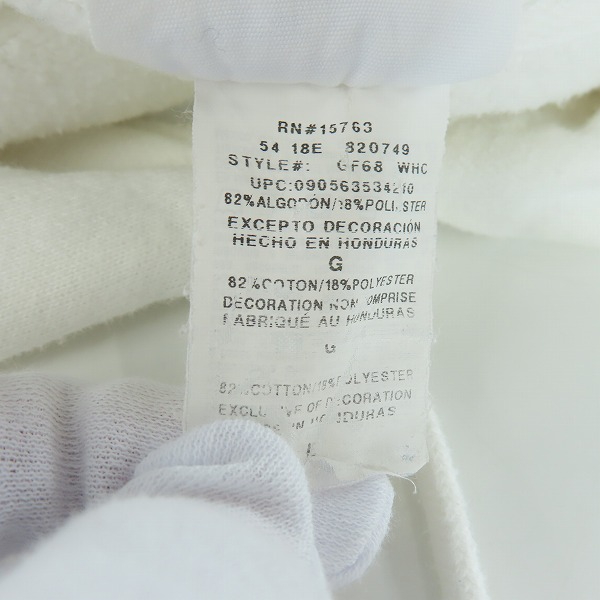 RN#15763
54 18E 820749
STYLE#: GF68 WHC
UPC:090563534210
82%ALGODÓN/18%POLIESTER
EXCEPTO DECORACIÓN
HECHO EN HONDURAS
G
82%COTON/18%POLYESTER
DECORATION NON COMPRISE
FABRIQUÉ AU HONDURAS
G
82%COTTON/18%POLYESTER
EXCLUSIVE OF DECORATION
IN HONDURAS
L